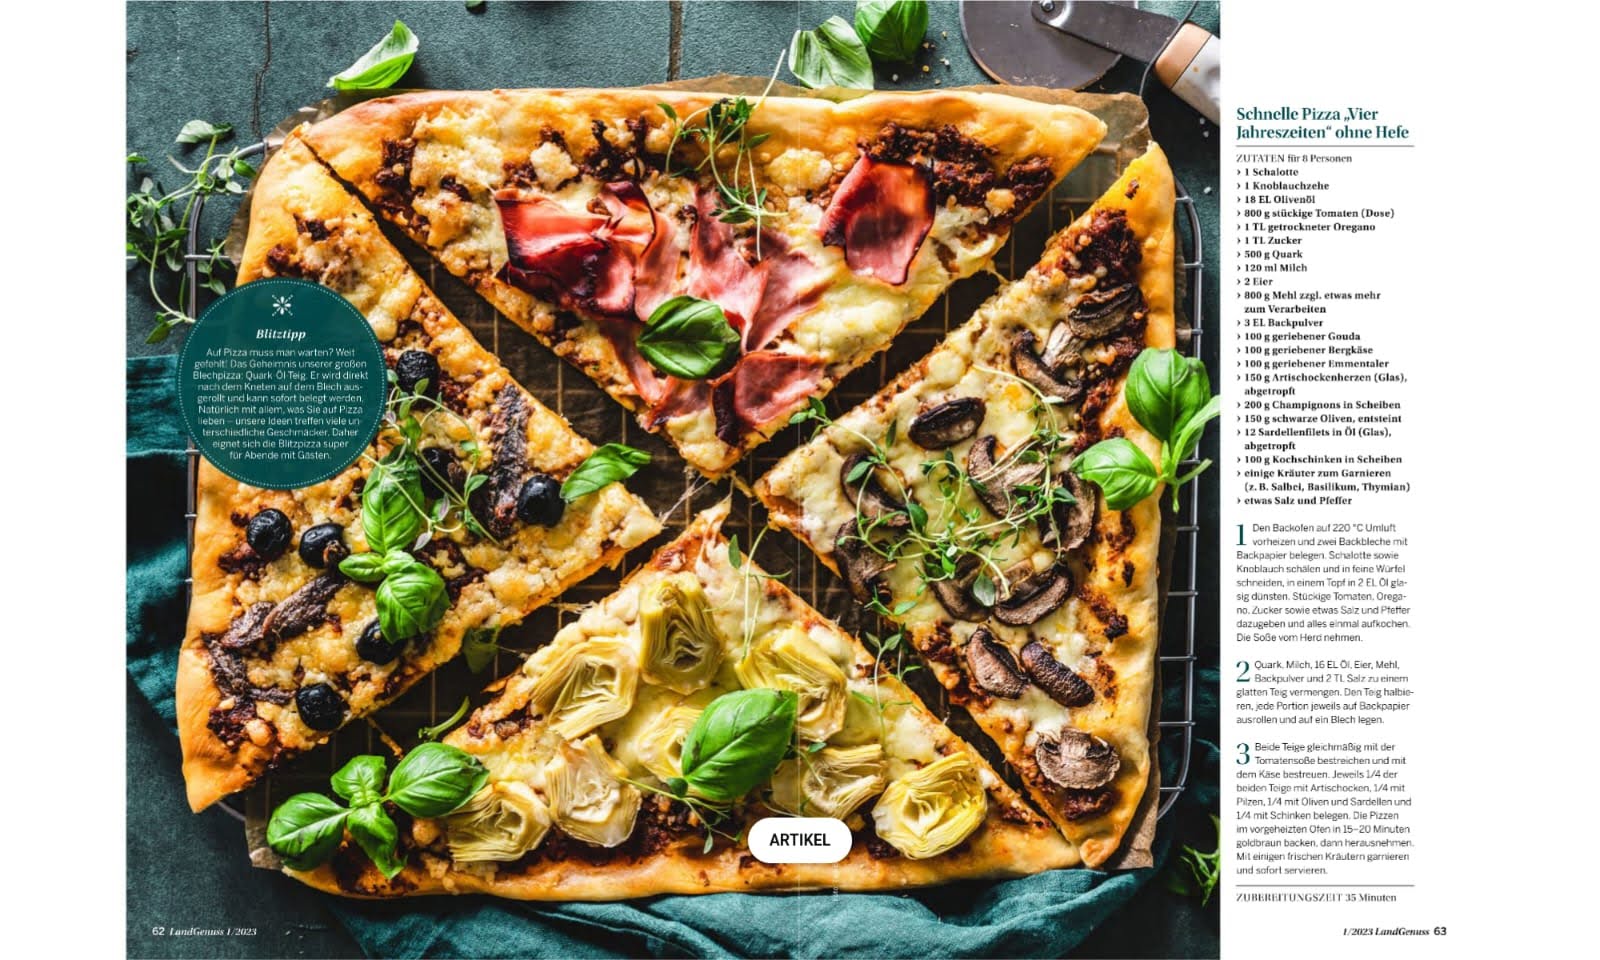 Blitztipp
Auf Pizza muss man warten? Weit
gefehlt! Das Geheimnis unserer großen
Blechpizza: Quark-Öl-Teig. Er wird direkt
nach dem Kneten auf dem Blech aus-
gerollt und kann sofort belegt werden.
Natürlich mit allem, was Sie auf Pizza
lieben – unsere Ideen treffen viele un-
terschiedliche Geschmäcker. Daher
eignet sich die Blitzpizza super
für Abende mit Gästen.
ARTIKEL
62 LandGenuss 1/2023
Schnelle Pizza „Vier
Jahreszeiten“ ohne Hefe
ZUTATEN für 8 Personen
› 1 Schalotte
› 1 Knoblauchzehe
› 18 EL Olivenöl
› 800 g stückige Tomaten (Dose)
› 1 TL getrockneter Oregano
› 1 TL Zucker
› 500 g Quark
› 120 ml Milch
› 2 Eier
› 800 g Mehl zzgl. etwas mehr
zum Verarbeiten
› 3 EL Backpulver
› 100 g geriebener Gouda
› 100 g geriebener Bergkäse
› 100 g geriebener Emmentaler
› 150 g Artischockenherzen (Glas),
abgetropft
› 200 g Champignons in Scheiben
› 150 g schwarze Oliven, entsteint
› 12 Sardellenfilets in Öl (Glas),
abgetropft
› 100 g Kochschinken in Scheiben
› einige Kräuter zum Garnieren
(z. B. Salbei, Basilikum, Thymian)
› etwas Salz und Pfeffer
1 Den Backofen auf 220 °C Umluft
vorheizen und zwei Backbleche mit
Backpapier belegen. Schalotte sowie
Knoblauch schälen und in feine Würfel
schneiden, in einem Topf in 2 EL Öl gla-
sig dünsten. Stückige Tomaten, Orega-
no, Zucker sowie etwas Salz und Pfeffer
dazugeben und alles einmal aufkochen.
Die Soße vom Herd nehmen.
2 Quark, Milch, 16 EL Öl, Eier, Mehl,
Backpulver und 2 TL Salz zu einem
glatten Teig vermengen. Den Teig halbie-
ren, jede Portion jeweils auf Backpapier
ausrollen und auf ein Blech legen.
3 Beide Teige gleichmäßig mit der
Tomatensoße bestreichen und mit
dem Käse bestreuen. Jeweils 1/4 der
beiden Teige mit Artischocken, 1/4 mit
Pilzen, 1/4 mit Oliven und Sardellen und
1/4 mit Schinken belegen. Die Pizzen
im vorgeheizten Ofen in 15–20 Minuten
goldbraun backen, dann herausnehmen.
Mit einigen frischen Kräutern garnieren
und sofort servieren.
ZUBEREITUNGSZEIT 35 Minuten
1/2023 LandGenuss 63